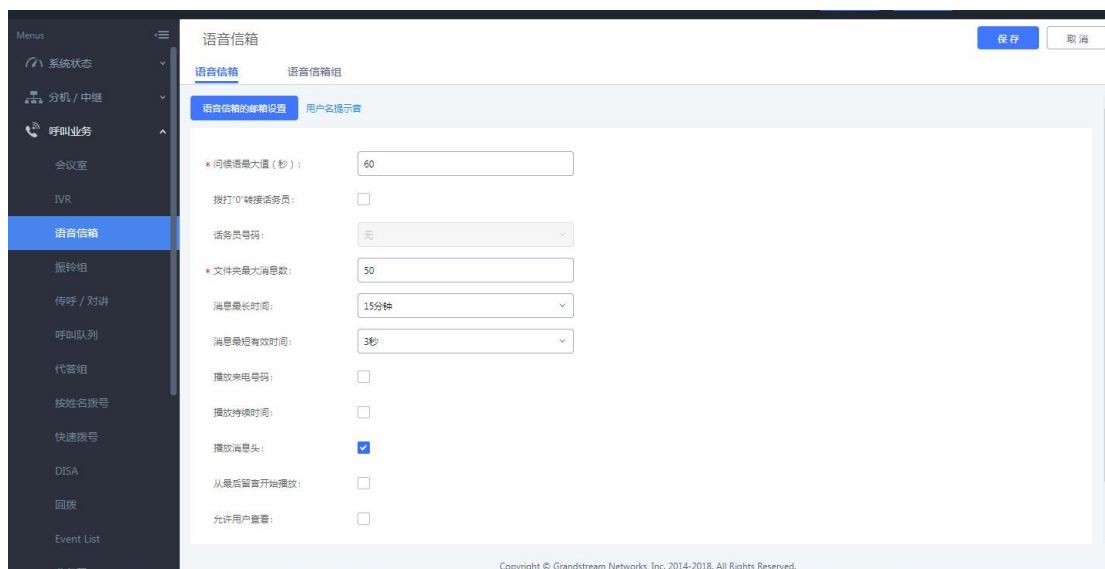 Menus
系统状态
分机 / 中继
呼叫业务
会议室
IVR
语音信箱
振铃组
传呼 / 对讲
呼叫队列
代答组
按姓名拨号
快速拨号
DISA
回拨
Event List
语音信箱
保存
取消
语音信箱
语音信箱组
语音信箱的邮箱设置
用户名提示音
* 问候语最大值 ( 秒 ) : 60
拨打"0"转接话务员:
话务员号码: 无
* 文件夹最大消息数: 50
消息最长时间: 15分钟
消息最短有效时间: 3秒
播放来电号码:
播放持续时间:
播放消息头:
从最后留言开始播放:
允许用户查看:
Copyright © Grandstream Networks, Inc. 2014-2018. All Rights Reserved.